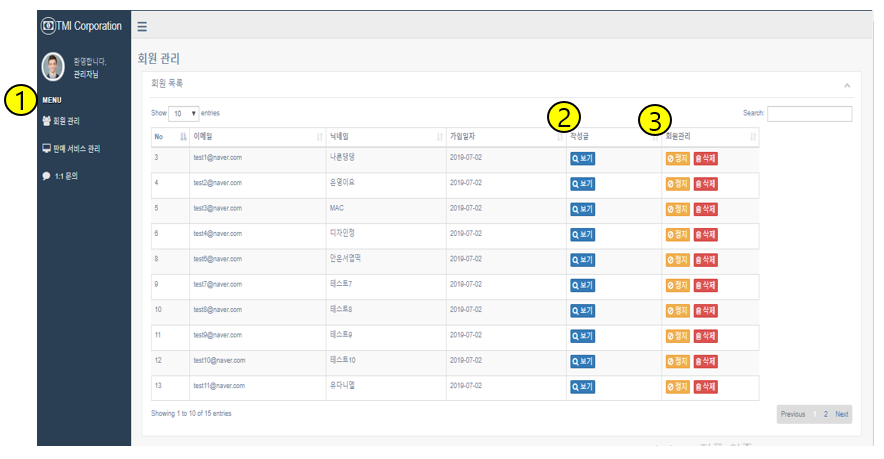 TMI Corporation
환영합니다,
관리자님
1
MENU
회원 관리
판매 서비스 관리
1:1 문의
회원 관리
회원 목록
Show 10 entries
Search:
2
3
No 이메일 닉네임 가입일자 작성글 회원관리
3 test1@naver.com 나른댕댕 2019-07-02 보기 정지 삭제
4 test2@naver.com 은영이요 2019-07-02 보기 정지 삭제
5 test3@naver.com MAC 2019-07-02 보기 정지 삭제
6 test4@naver.com 디자인정 2019-07-02 보기 정지 삭제
8 test6@naver.com 2019-07-02 보기 정지 삭제
9 test7@naver.com 테스트7 2019-07-02 보기 정지 삭제
10 test8@naver.com 테스트8 2019-07-02 보기 정지 삭제
11 test9@naver.com 테스트9 2019-07-02 보기 정지 삭제
12 test10@naver.com 테스트10 2019-07-02 보기 정지 삭제
13 test11@naver.com 유다니엘 2019-07-02 보기 정지 삭제
Showing 1 to 10 of 15 entries
Previous 1 2 Next